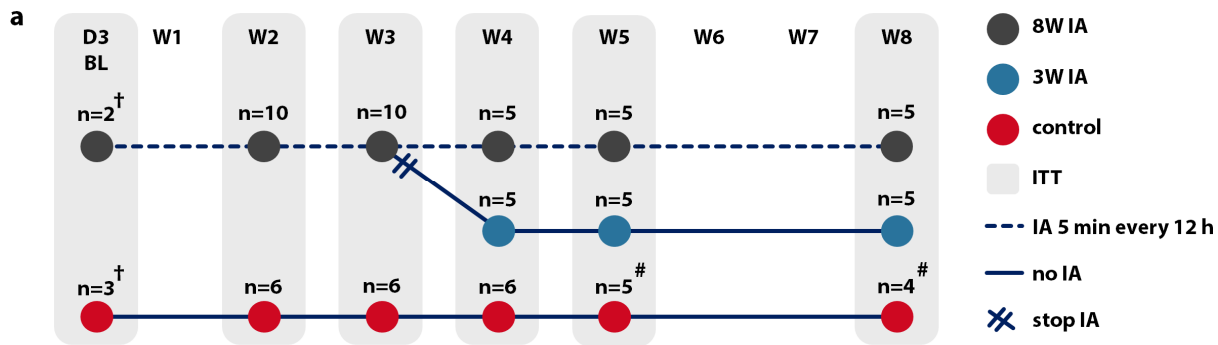 a
D3 W1 W2 W3 W4 W5 W6 W7 W8
BL
n=2† n=10 n=10 n=5 n=5 n=5
n=5 n=5 n=5
n=3† n=6 n=6 n=6 n=5# n=4#
8W IA
3W IA
control
ITT
IA 5 min every 12 h
no IA
stop IA